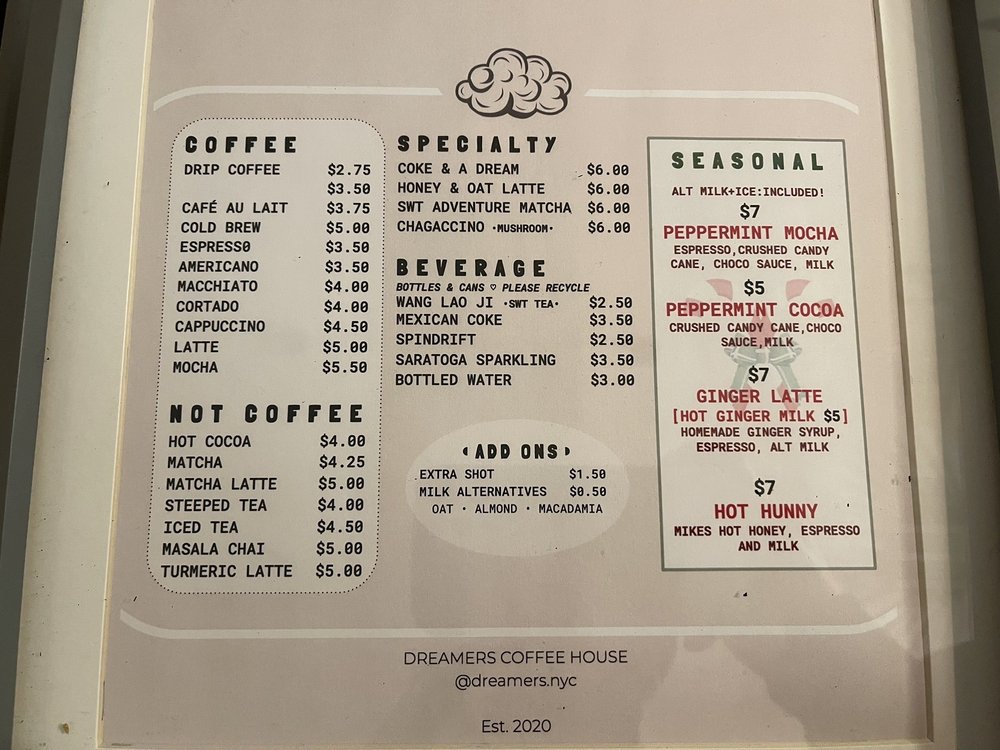 COFFEE
DRIP COFFEE $2.75
$3.50
CAFÉ AU LAIT $3.75
COLD BREW $5.00
ESPRESS0 $3.50
AMERICANO $3.50
MACCHIATO $4.00
CORTADO $4.00
CAPPUCCINO $4.50
LATTE $5.00
MOCHA $5.50
NOT COFFEE
HOT COCOA $4.00
MATCHA $4.25
MATCHA LATTE $5.00
STEEPED TEA $4.00
ICED TEA $4.50
MASALA CHAI $5.00
TURMERIC LATTE $5.00
SPECIALTY
COKE & A DREAM $6.00
HONEY & OAT LATTE $6.00
SWT ADVENTURE MATCHA $6.00
CHAGACCINO •MUSHROOM• $6.00
BEVERAGE
BOTTLES & CANS ♡ PLEASE RECYCLE
WANG LAO JI •SWT TEA• $2.50
MEXICAN COKE $3.50
SPINDRIFT $2.50
SARATOGA SPARKLING $3.50
BOTTLED WATER $3.00
ADD ONS
EXTRA SHOT $1.50
MILK ALTERNATIVES $0.50
OAT • ALMOND • MACADAMIA
SEASONAL
ALT MILK+ICE:INCLUDED!
$7
PEPPERMINT MOCHA
ESPRESSO,CRUSHED CANDY
CANE, CHOCO SAUCE, MILK
$5
PEPPERMINT COCOA
CRUSHED CANDY CANE,CHOCO
SAUCE,MILK
$7
GINGER LATTE
[HOT GINGER MILK $5]
HOMEMADE GINGER SYRUP,
ESPRESSO, ALT MILK
$7
HOT HUNNY
MIKES HOT HONEY, ESPRESSO
AND MILK
DREAMERS COFFEE HOUSE
@dreamers.nyc
Est. 2020